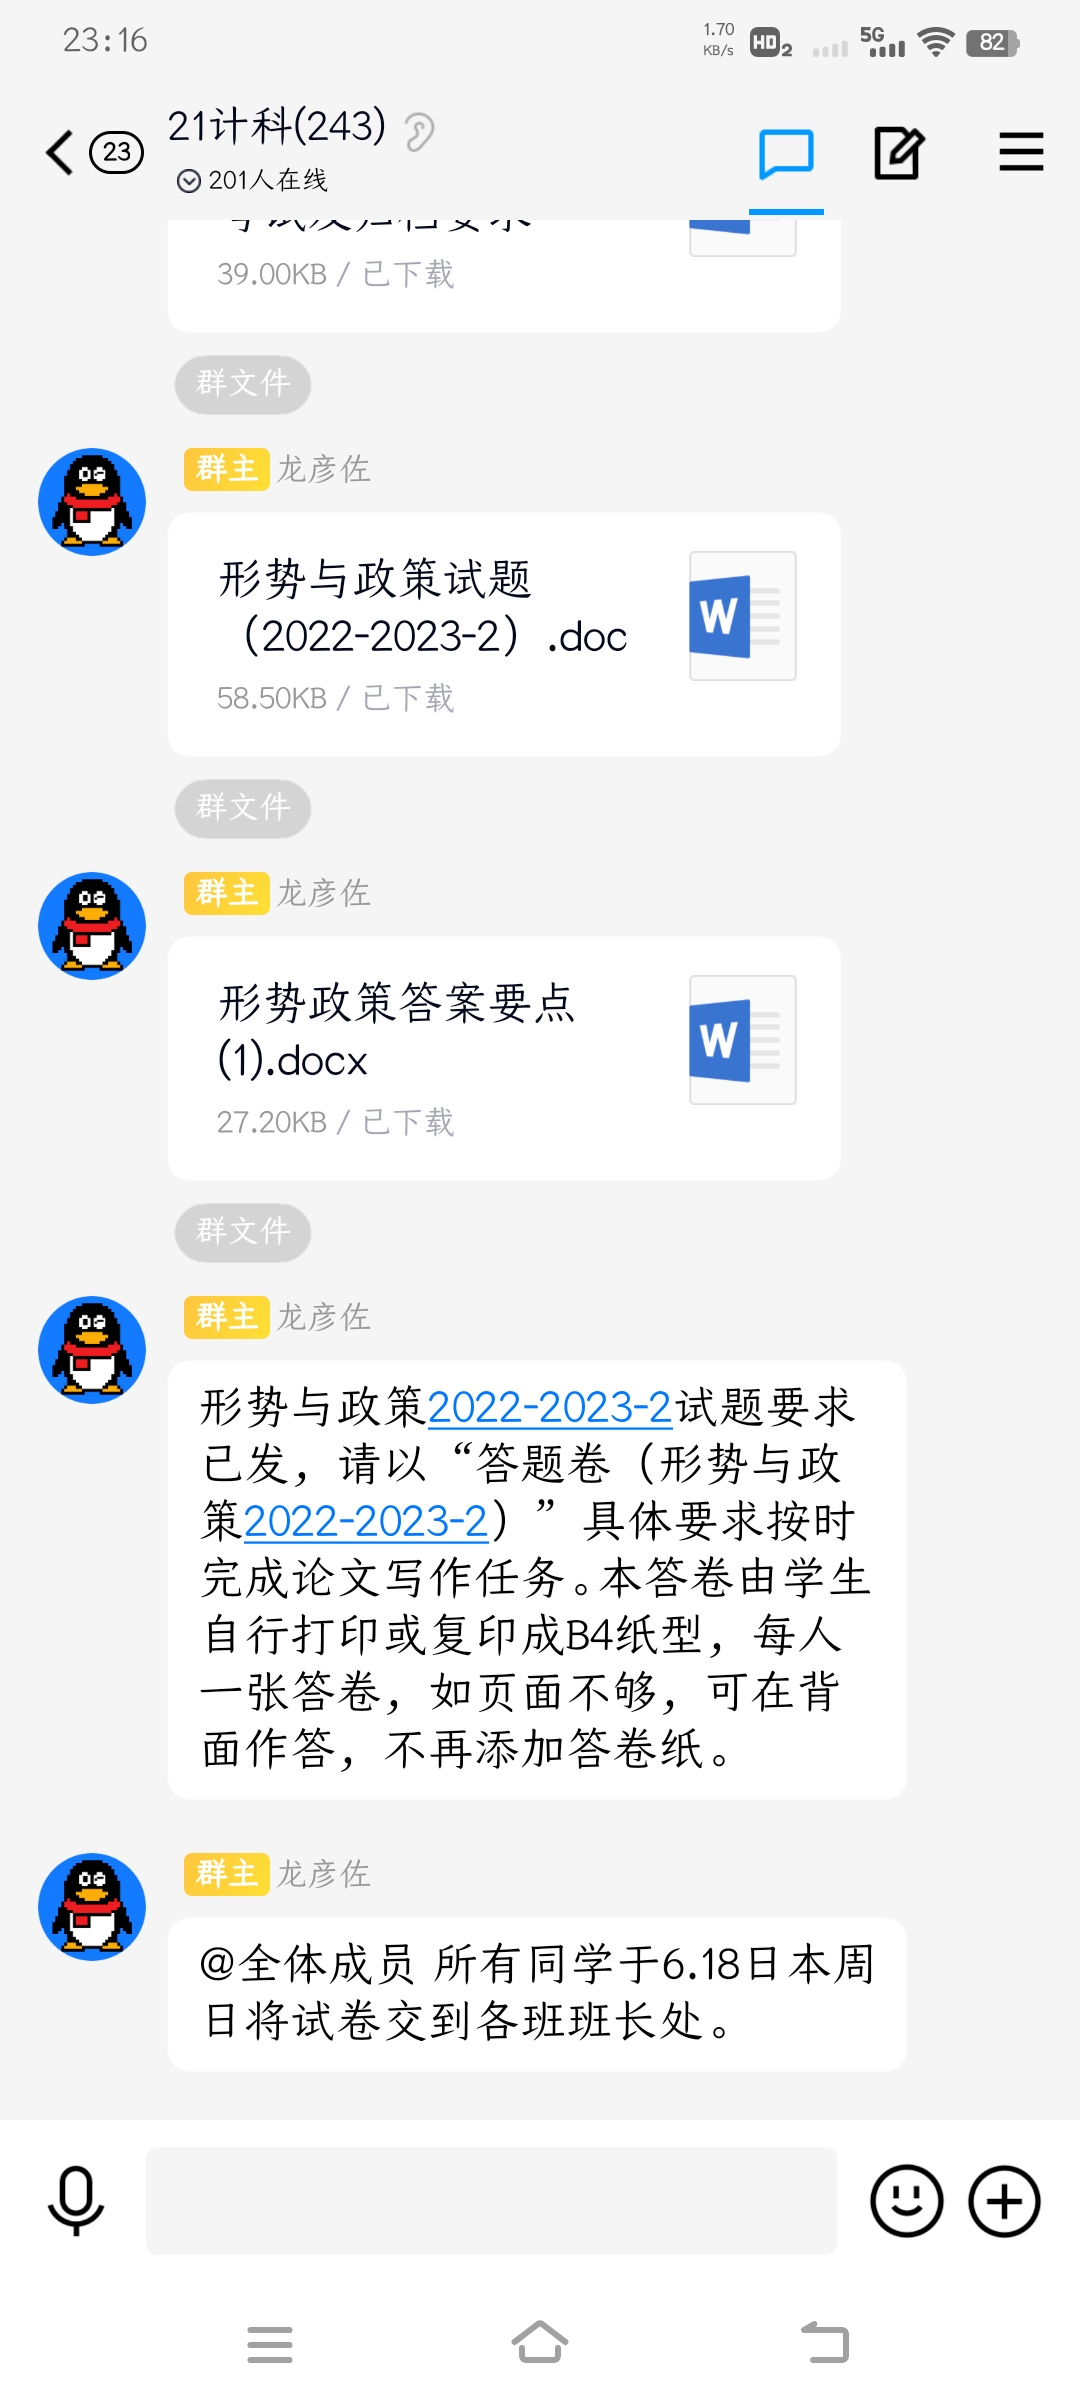 23:16
1.70
KB/s
HD 2
5G
82
23
21计科(243)
201人在线
考试及归档要求
39.00KB / 已下载
群文件
群主 龙彦佐
形势与政策试题
（2022-2023-2）.doc
W
58.50KB / 已下载
群文件
群主 龙彦佐
形势政策答案要点
(1).docx
W
27.20KB / 已下载
群文件
群主 龙彦佐
形势与政策2022-2023-2试题要求
已发，请以“答题卷（形势与政
策2022-2023-2）”具体要求按时
完成论文写作任务。本答卷由学生
自行打印或复印成B4纸型，每人
一张答卷，如页面不够，可在背
面作答，不再添加答卷纸。
群主 龙彦佐
@全体成员 所有同学于6.18日本周
日将试卷交到各班班长处。